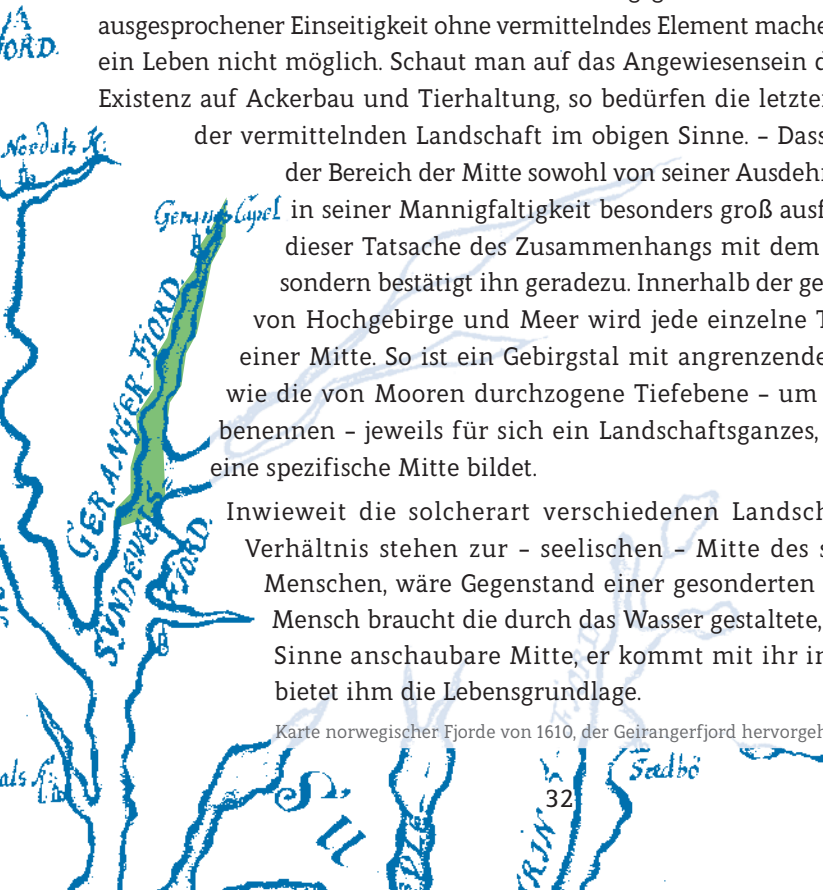 ausgesprochener Einseitigkeit ohne vermittelndes Element mache
FJORD.
ein Leben nicht möglich. Schaut man auf das Angewiesensein d
Existenz auf Ackerbau und Tierhaltung, so bedürfen die letzte
der vermittelnden Landschaft im obigen Sinne. – Dass
Nordals K.
der Bereich der Mitte sowohl von seiner Ausdeh
in seiner Mannigfaltigkeit besonders groß ausf
dieser Tatsache des Zusammenhangs mit dem
sondern bestätigt ihn geradezu. Innerhalb der ge
von Hochgebirge und Meer wird jede einzelne T
einer Mitte. So ist ein Gebirgstal mit angrenzende
wie die von Mooren durchzogene Tiefebene – um
benennen – jeweils für sich ein Landschaftsganzes,
eine spezifische Mitte bildet.
GERANGER-FJORD
Inwieweit die solcherart verschiedenen Landsch
Verhältnis stehen zur – seelischen – Mitte des s
Menschen, wäre Gegenstand einer gesonderten
Mensch braucht die durch das Wasser gestaltete,
Sinne anschaubare Mitte, er kommt mit ihr in
bietet ihm die Lebensgrundlage.
FJORD.
FJORD
Karte norwegischer Fjorde von 1610, der Geirangerfjord hervorgeh
als K.
32